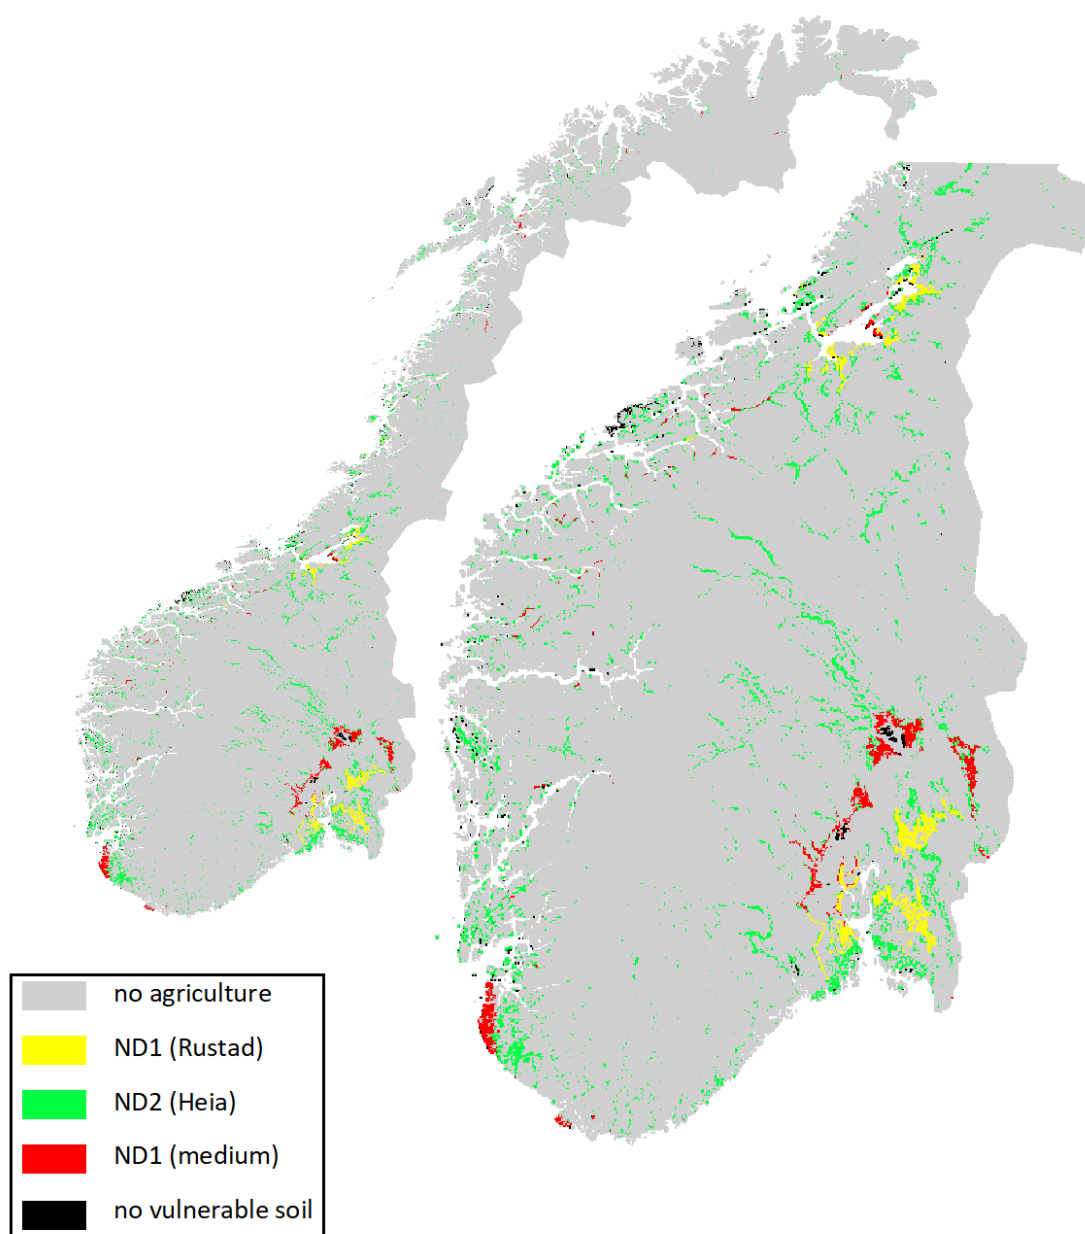 no agriculture
ND1 (Rustad)
ND2 (Heia)
ND1 (medium)
no vulnerable soil